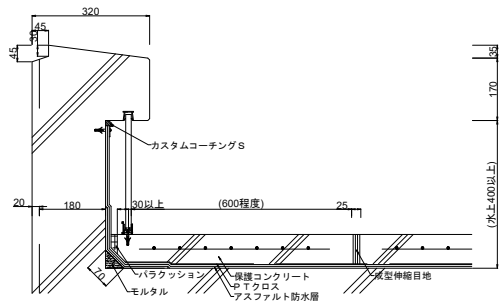 320
45
30
45
35
170
カスタムコーチングS
(水上400以上)
20
180
30以上
(600程度)
25
70
パラクッション
モルタル
保護コンクリート
PTクロス
アスファルト防水層
成型伸縮目地